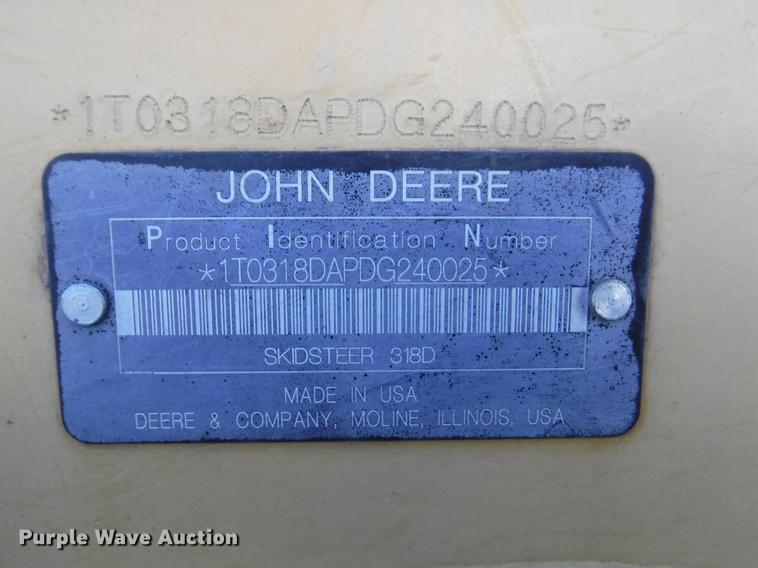 *1T0318DAPDG240025*
JOHN DEERE
Product Identification Number
*1T0318DAPDG240025*
SKIDSTEER 318D
MADE IN USA
DEERE & COMPANY, MOLINE, ILLINOIS, USA
Purple Wave Auction